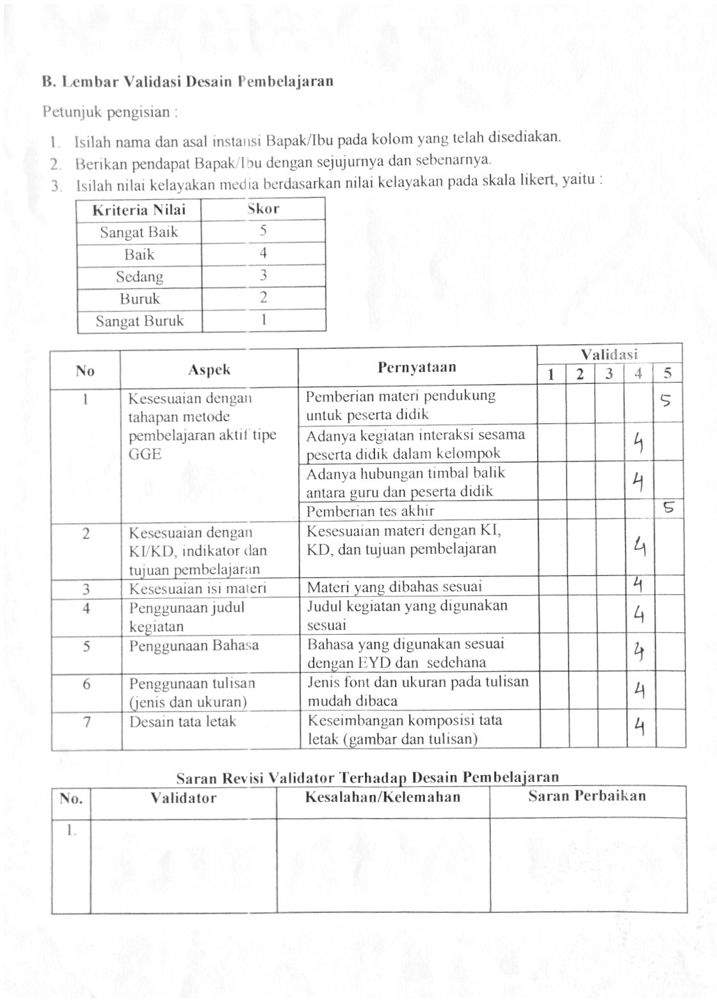 B. Lembar Validasi Desain Pembelajaran
Petunjuk pengisian :
1. Isilah nama dan asal instansi Bapak/Ibu pada kolom yang telah disediakan.
2. Berikan pendapat Bapak/Ibu dengan sejujurnya dan sebenarnya.
3. Isilah nilai kelayakan media berdasarkan nilai kelayakan pada skala likert, yaitu :
Kriteria Nilai Skor
Sangat Baik 5
Baik 4
Sedang 3
Buruk 2
Sangat Buruk 1
No Aspek Pernyataan Validasi
1 2 3 4 5
1 Kesesuaian dengan
tahapan metode
pembelajaran aktif tipe
GGE
Pemberian materi pendukung
untuk peserta didik
5
Adanya kegiatan interaksi sesama
peserta didik dalam kelompok
4
Adanya hubungan timbal balik
antara guru dan peserta didik
4
Pemberian tes akhir 5
2 Kesesuaian dengan
KI/KD, indikator dan
tujuan pembelajaran
Kesesuaian materi dengan KI,
KD, dan tujuan pembelajaran
4
3 Kesesuaian isi materi Materi yang dibahas sesuai 4
4 Penggunaan judul
kegiatan
Judul kegiatan yang digunakan
sesuai
4
5 Penggunaan Bahasa
Bahasa yang digunakan sesuai
dengan EYD dan sedehana
4
6 Penggunaan tulisan
(jenis dan ukuran)
Jenis font dan ukuran pada tulisan
mudah dibaca
4
7 Desain tata letak
Keseimbangan komposisi tata
letak (gambar dan tulisan)
4
Saran Revisi Validator Terhadap Desain Pembelajaran
No. Validator Kesalahan/Kelemahan Saran Perbaikan
1.